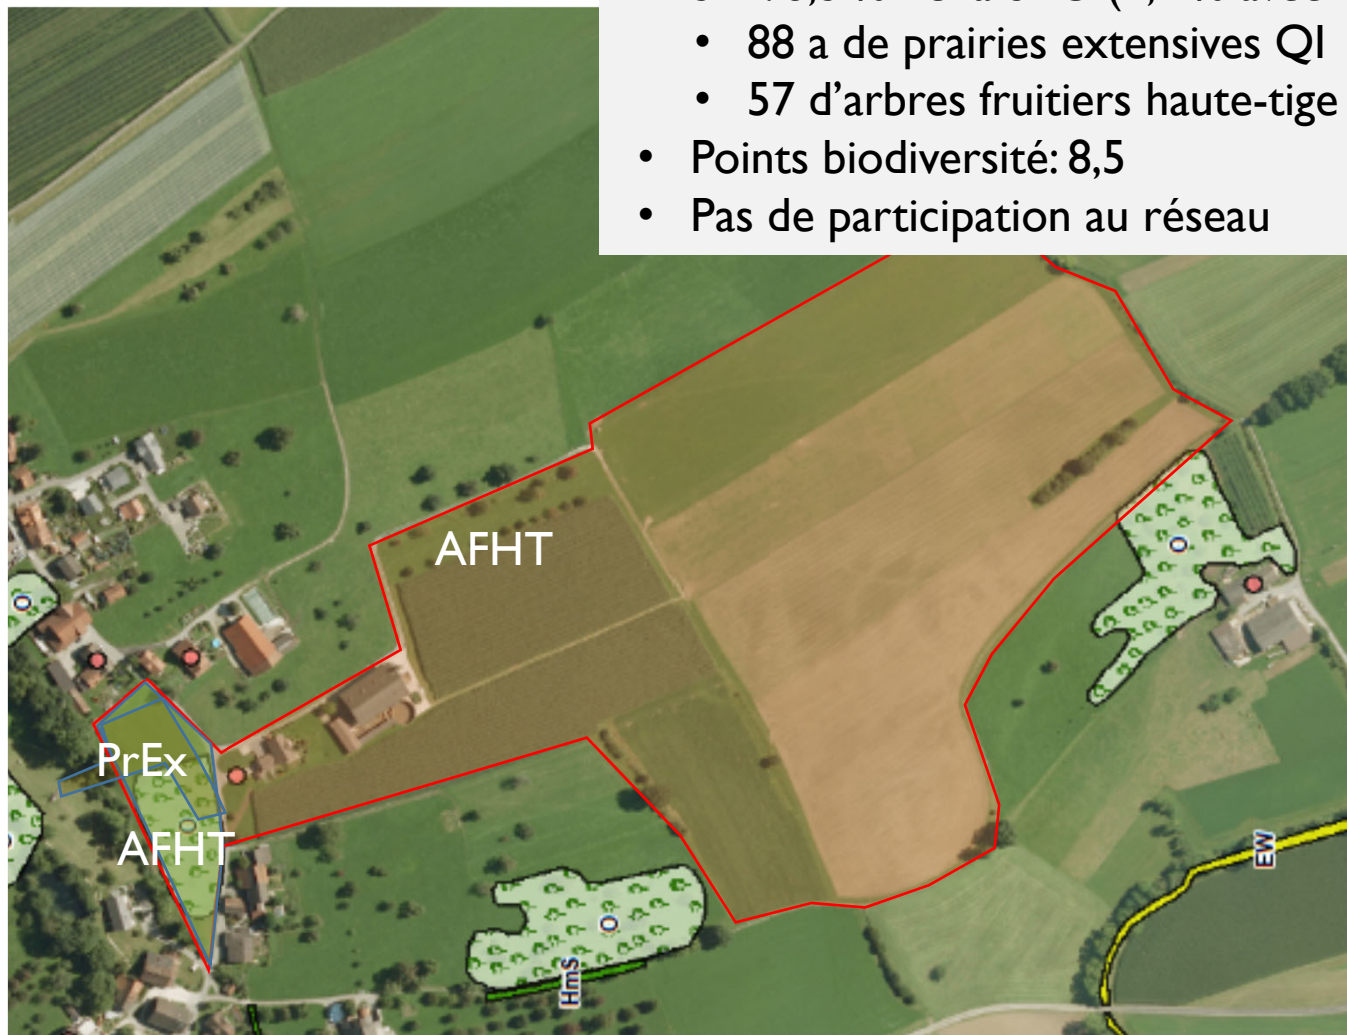 • 88 a de prairies extensives QI
• 57 d’arbres fruitiers haute-tige
• Points biodiversité: 8,5
• Pas de participation au réseau
AFHT
O
O
PrEx
O
AFHT
EW
O
HmS